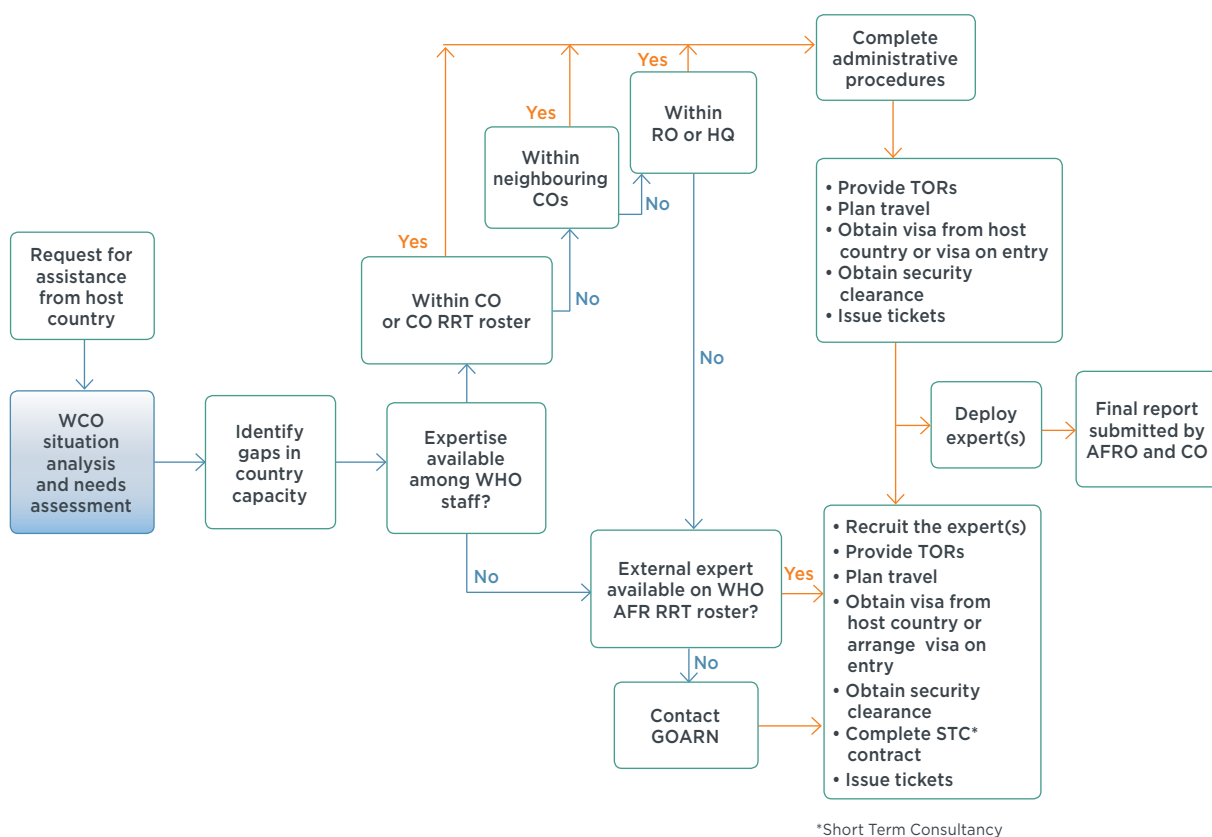 Request for
assistance
from host
country
WCO
situation
analysis
and needs
assessment
Identify
gaps in
country
capacity
Expertise
available
among WHO
staff?
Yes
Within CO
or CO RRT roster
No
Yes
Within
neighbouring
COs
No
Yes
Within
RO or HQ
No
No
External expert
available on WHO
AFR RRT roster?
Yes
No
Contact
GOARN
Complete
administrative
procedures
• Provide TORs
• Plan travel
• Obtain visa from host
country or visa on entry
• Obtain security
clearance
• Issue tickets
Deploy
expert(s)
Final report
submitted by
AFRO and CO
• Recruit the expert(s)
• Provide TORs
• Plan travel
• Obtain visa from
host country or
arrange visa on
entry
• Obtain security
clearance
• Complete STC*
contract
• Issue tickets
*Short Term Consultancy